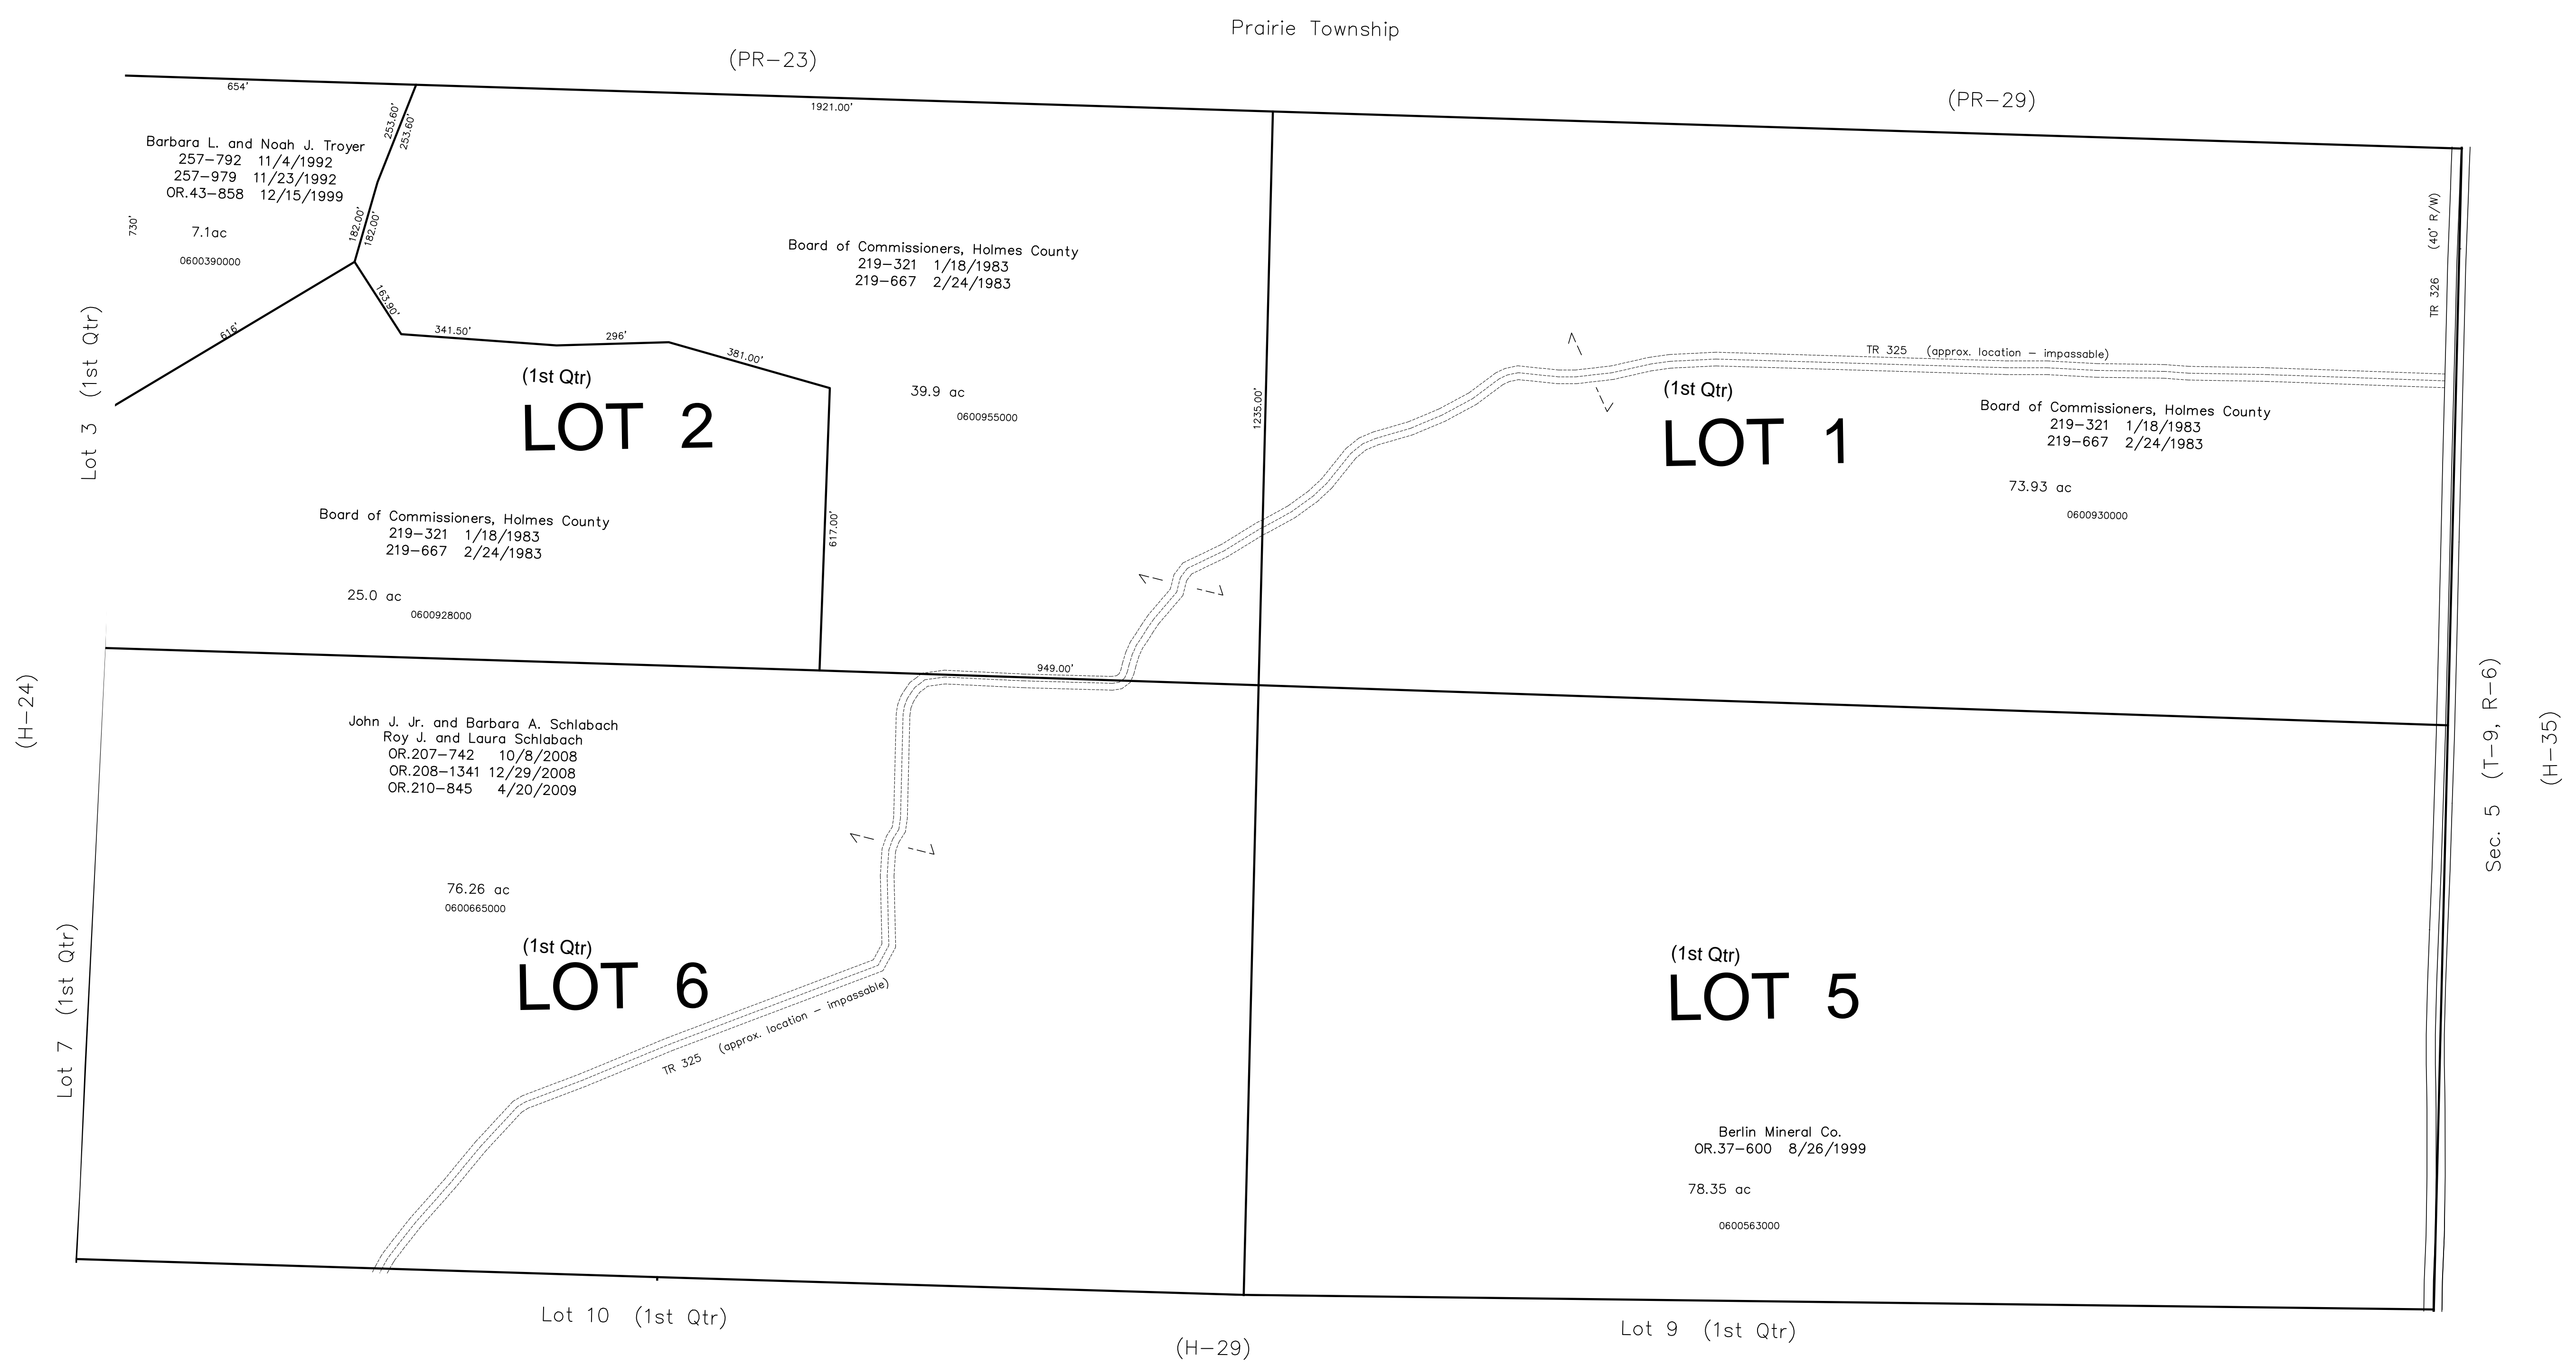 Prairie Township
(PR-23)
(PR-29)
654'
1921.00'
253.60'
253.60'
Barbara L. and Noah J. Troyer
257-792 11/4/1992
257-979 11/23/1992
OR.43-858 12/15/1999
730'
7.1ac
0600390000
182.00'
182.00'
616'
163.90'
341.50'
296'
381.00'
Board of Commissioners, Holmes County
219-321 1/18/1983
219-667 2/24/1983
39.9 ac
0600955000
1235.00'
617.00'
949.00'
Lot 3 (1st Qtr)
(1st Qtr)
LOT 2
Board of Commissioners, Holmes County
219-321 1/18/1983
219-667 2/24/1983
25.0 ac
0600928000
TR 326 (40' R/W)
TR 325 (approx. location - impassable)
(1st Qtr)
LOT 1
Board of Commissioners, Holmes County
219-321 1/18/1983
219-667 2/24/1983
73.93 ac
0600930000
(H-24)
Sec. 5 (T-9, R-6)
(H-35)
John J. Jr. and Barbara A. Schlabach
Roy J. and Laura Schlabach
OR.207-742 10/8/2008
OR.208-1341 12/29/2008
OR.210-845 4/20/2009
76.26 ac
0600665000
(1st Qtr)
LOT 6
TR 325 (approx. location - impassable)
Lot 7 (1st Qtr)
(1st Qtr)
LOT 5
Berlin Mineral Co.
OR.37-600 8/26/1999
78.35 ac
0600563000
Lot 10 (1st Qtr)
Lot 9 (1st Qtr)
(H-29)